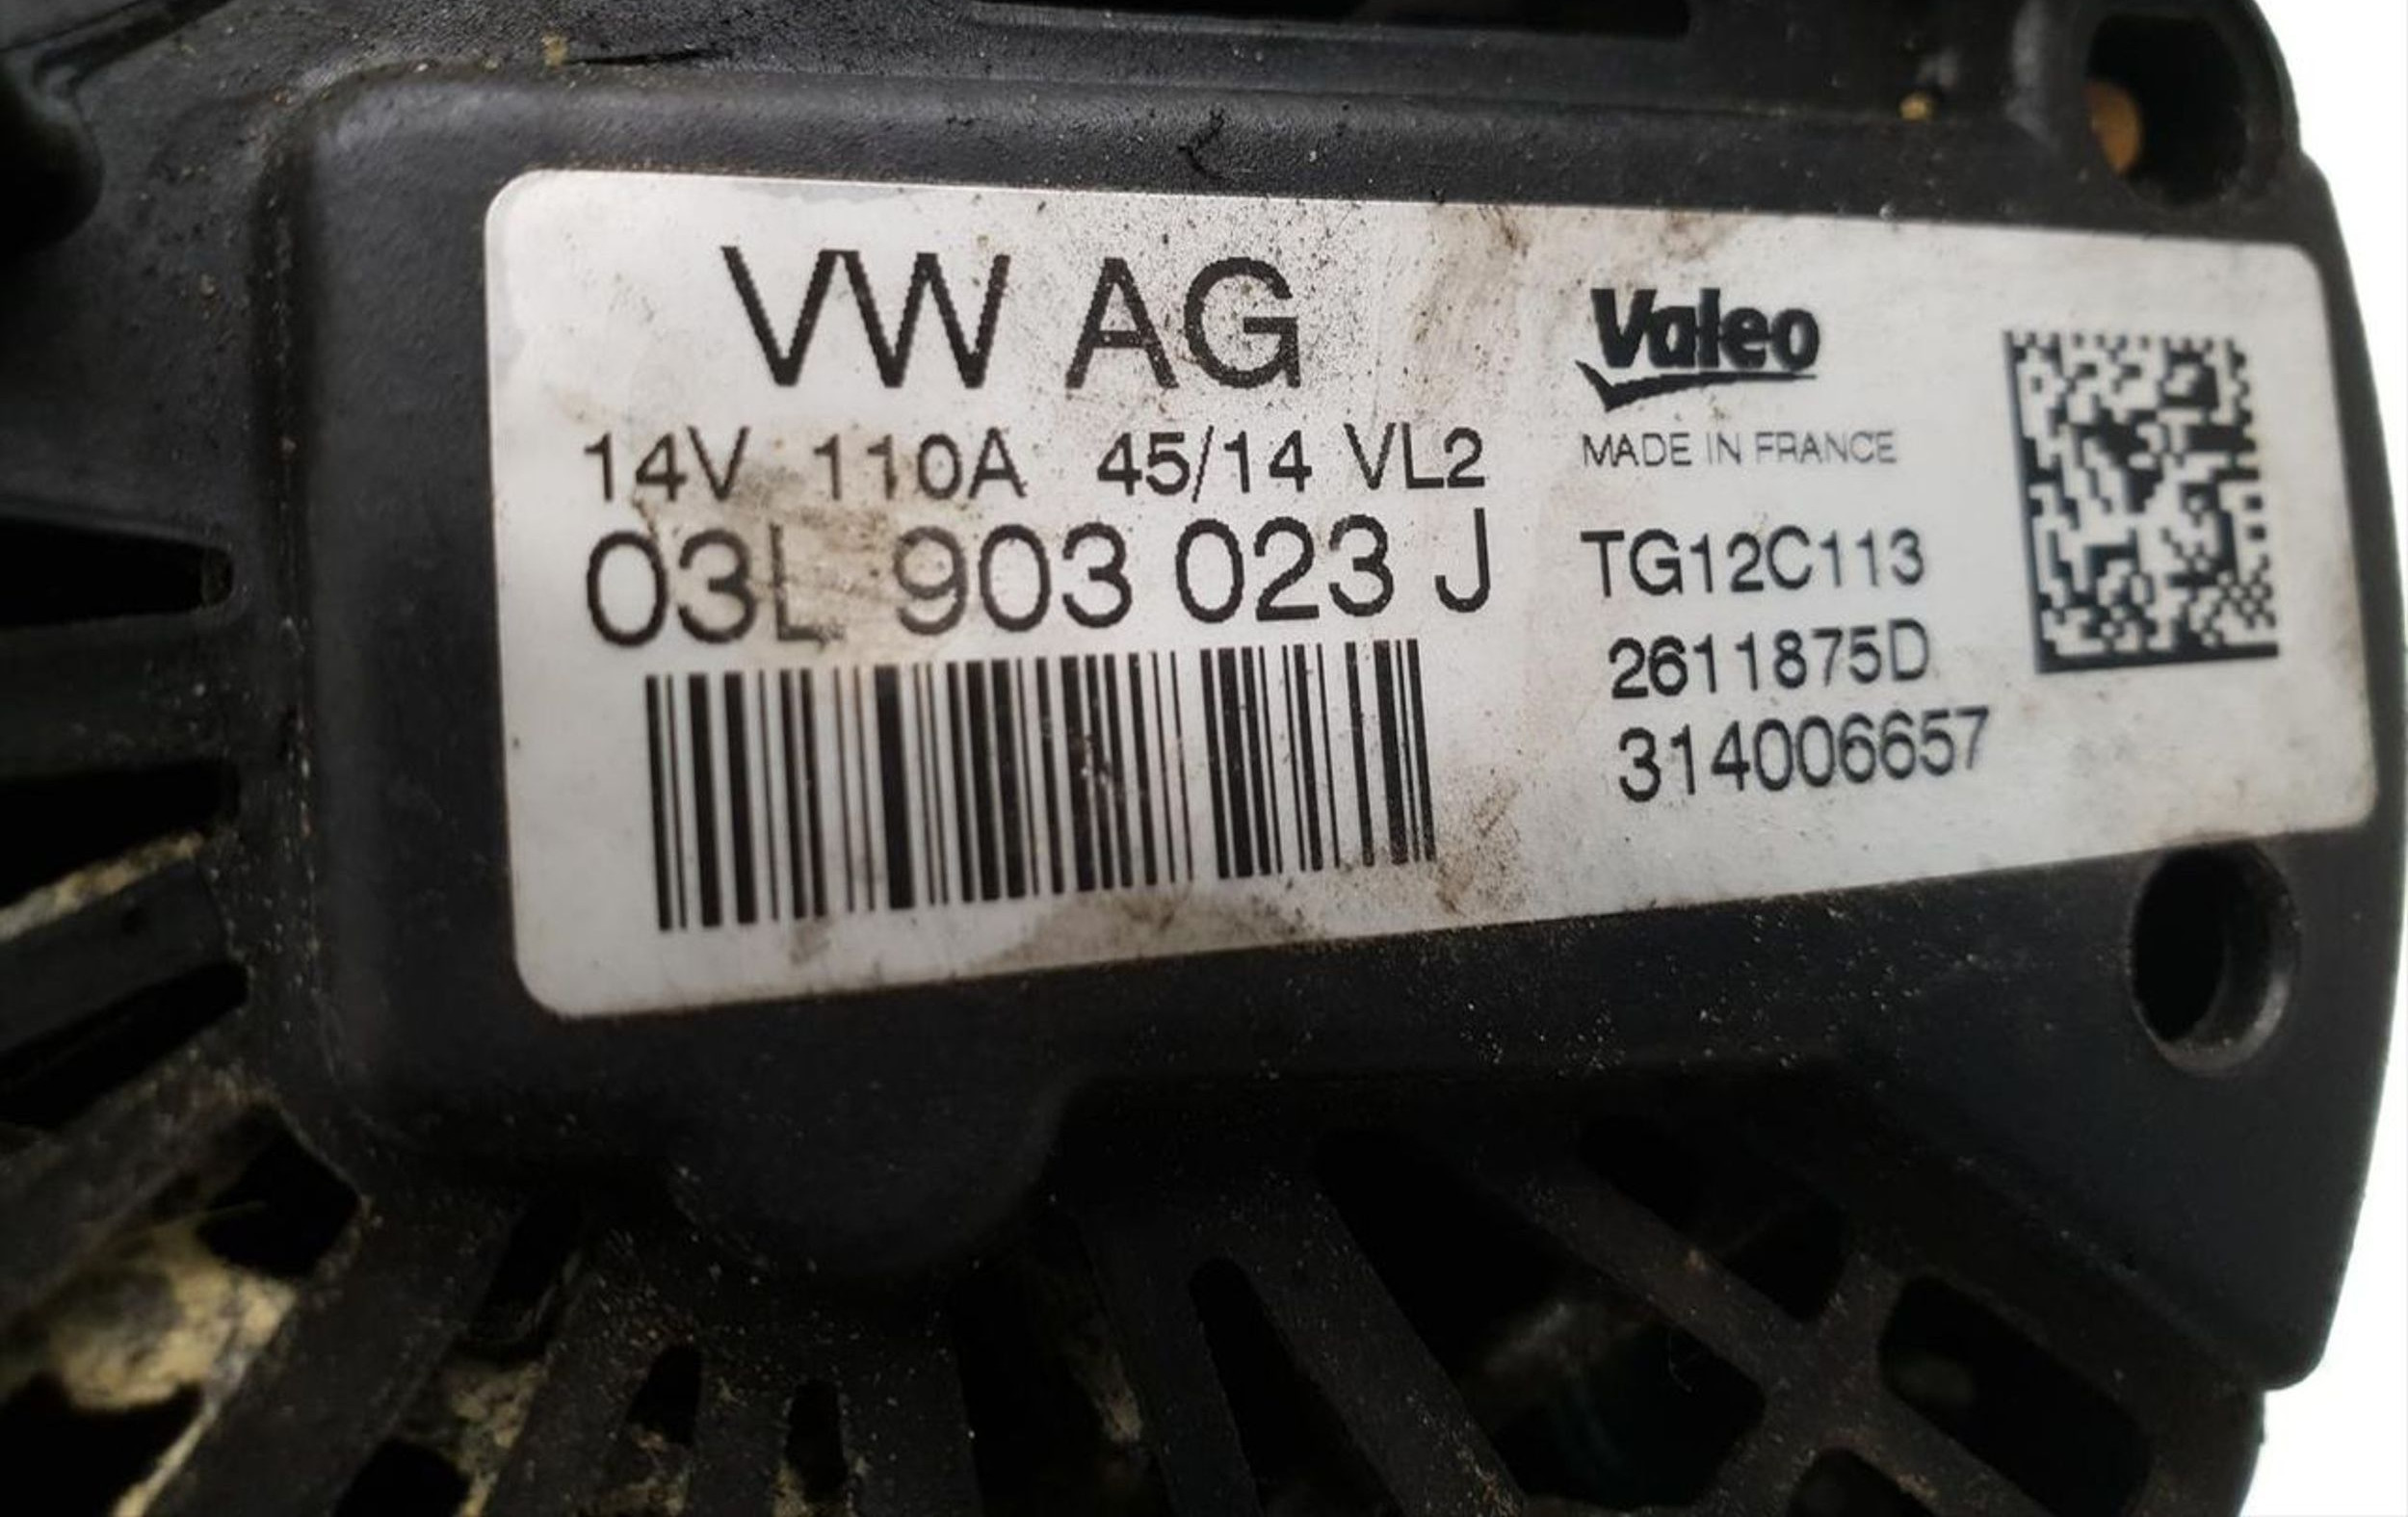 VW AG
14V 110A 45/14 VL2
03L 903 023 J
Valeo
MADE IN FRANCE
TG12C113
2611875D
314006657